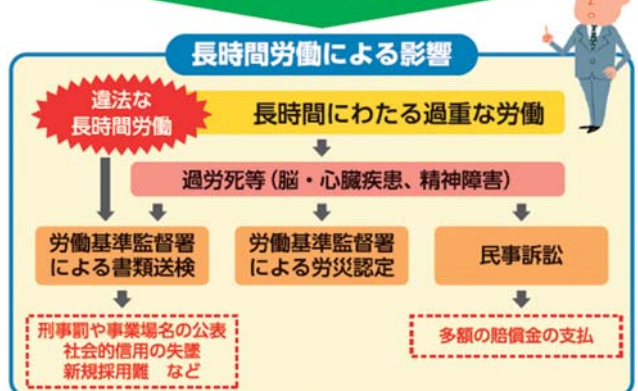 長時間労働による影響
違法な
長時間労働
長時間にわたる過重な労働
過労死等（脳・心臓疾患、精神障害）
労働基準監督署
による書類送検
労働基準監督署
による労災認定
民事訴訟
刑事罰や事業場名の公表
社会的信用の失墜
新規採用難 など
多額の賠償金の支払